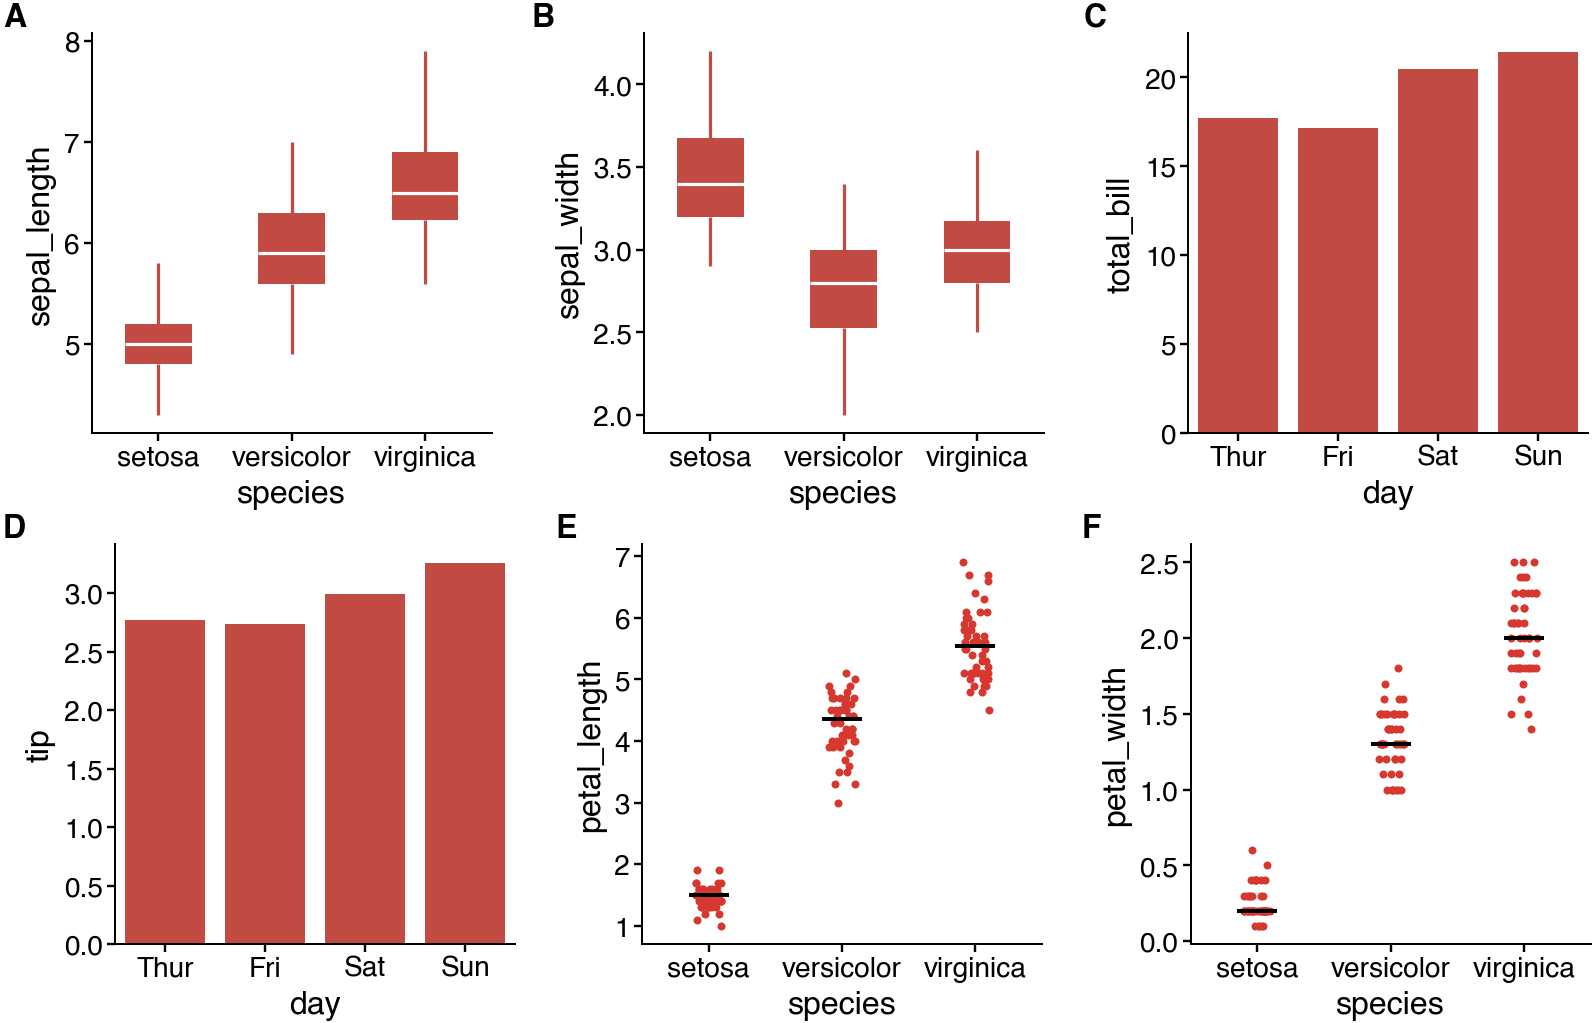 A
sepal_length
8
7
6
5
setosa versicolor virginica
species
B
sepal_width
4.0
3.5
3.0
2.5
2.0
setosa versicolor virginica
species
C
total_bill
20
15
10
5
0
Thur Fri Sat Sun
day
D
tip
3.0
2.5
2.0
1.5
1.0
0.5
0.0
Thur Fri Sat Sun
day
E
petal_length
7
6
5
4
3
2
1
setosa versicolor virginica
species
F
petal_width
2.5
2.0
1.5
1.0
0.5
0.0
setosa versicolor virginica
species